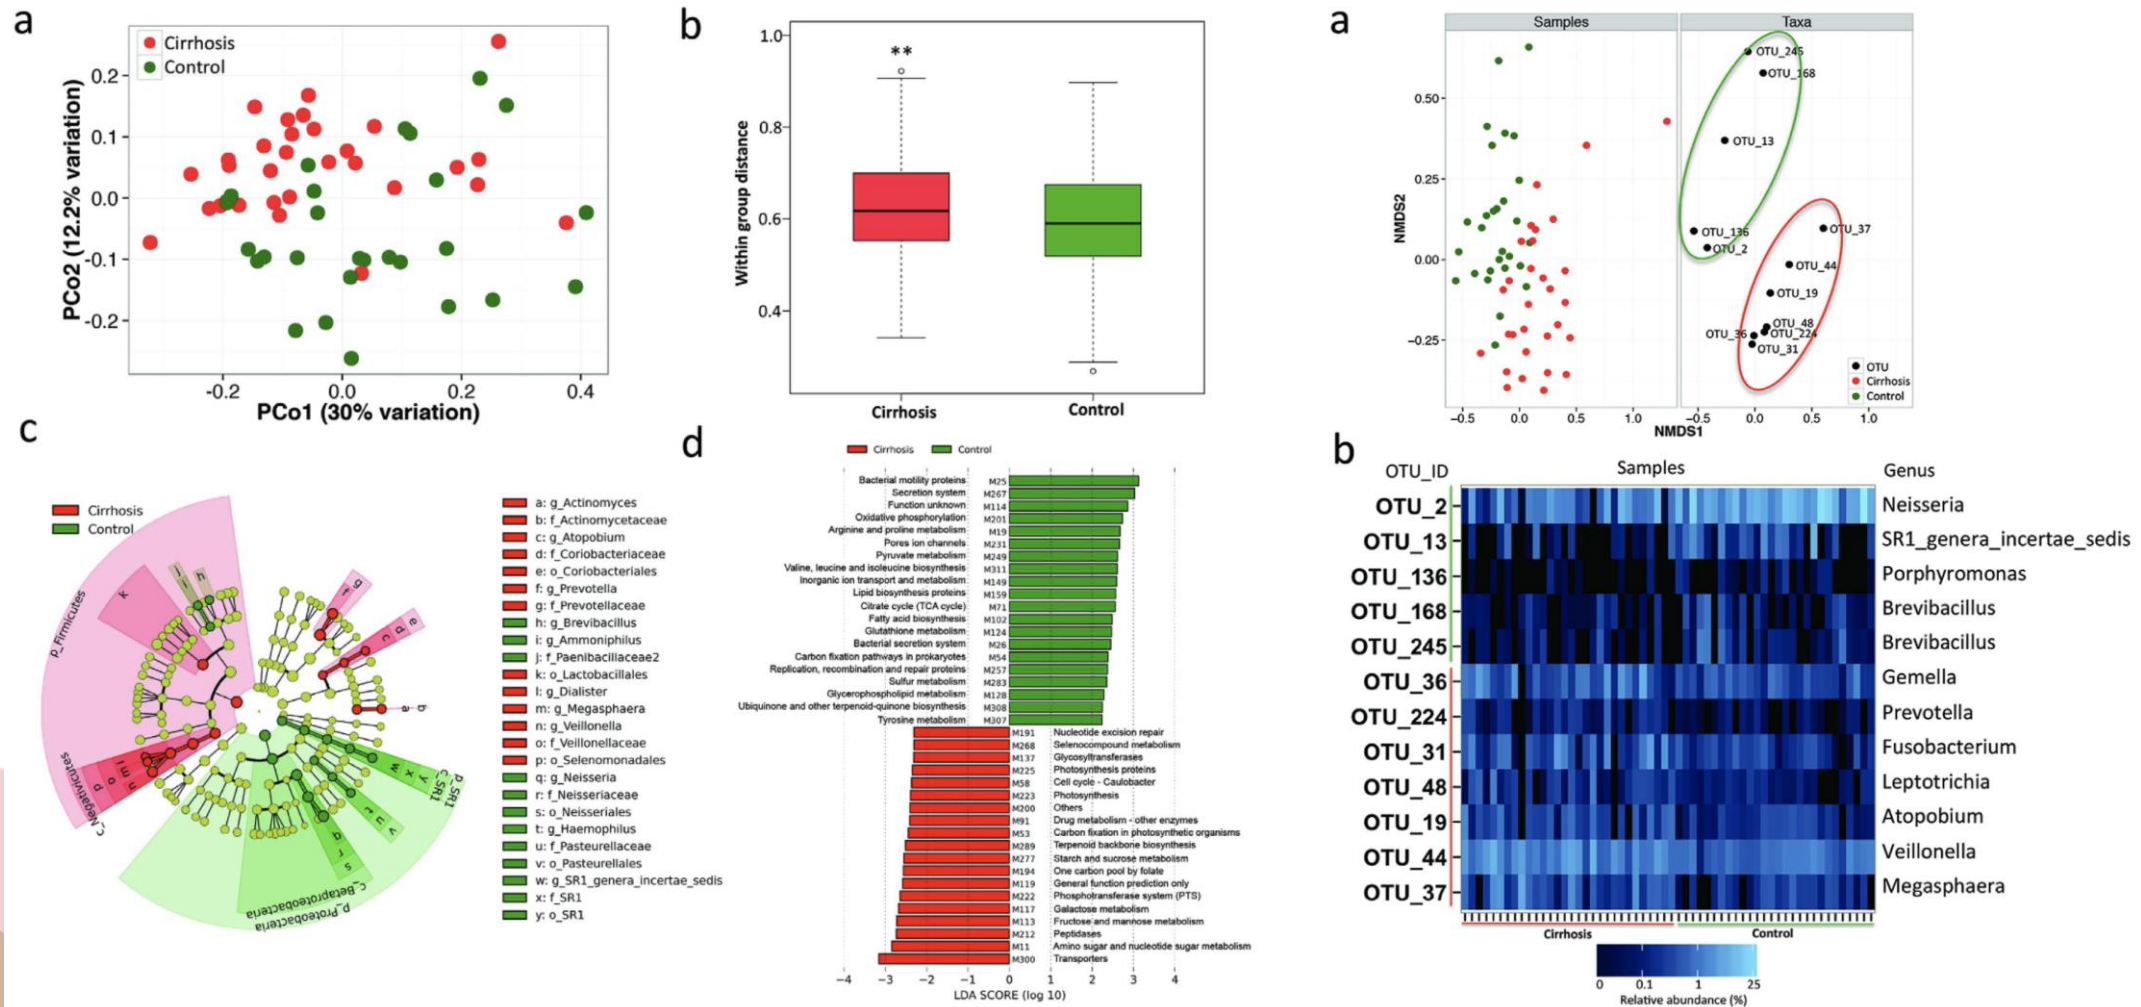 a
Cirrhosis
Control
0.2
0.1
0.0
-0.1
-0.2
-0.2
0.0
0.2
0.4
PCo1 (30% variation)
PCo2 (12.2% variation)
b
1.0
0.8
0.6
0.4
**
Within group distance
Cirrhosis
Control
a
Samples
Taxa
0.50
0.25
0.00
−0.25
NMDS2
OTU_245
OTU_168
OTU_13
OTU_136
OTU_2
OTU_37
OTU_44
OTU_19
OTU_48
OTU_36
OTU_224
OTU_31
OTU
Cirrhosis
Control
−0.5 0.0 0.5 1.0
−0.5 0.0 0.5 1.0
NMDS1
c
Cirrhosis
Control
p_Firmicutes
c_Negativicutes
c_Betaproteobacteria
p_Proteobacteria
c_SR1
p_SR1
k
j
i
h
g
f
e
d
c
b
a
y
x
w
v
u
t
s
r
q
p
o
n
m
l
a: g_Actinomyces
b: f_Actinomycetaceae
c: g_Atopobium
d: f_Coriobacteriaceae
e: o_Coriobacteriales
f: g_Prevotella
g: f_Prevotellaceae
h: g_Brevibacillus
i: g_Ammoniphilus
j: f_Paenibacillaceae2
k: o_Lactobacillales
l: g_Dialister
m: g_Megasphaera
n: g_Veillonella
o: f_Veillonellaceae
p: o_Selenomonadales
q: g_Neisseria
r: f_Neisseriaceae
s: o_Neisseriales
t: g_Haemophilus
u: f_Pasteurellaceae
v: o_Pasteurellales
w: g_SR1_genera_incertae_sedis
x: f_SR1
y: o_SR1
d
Cirrhosis
Control
Bacterial motility proteins M25
Secretion system M267
Function unknown M114
Oxidative phosphorylation M201
Arginine and proline metabolism M19
Pores ion channels M231
Pyruvate metabolism M249
Valine, leucine and isoleucine biosynthesis M311
Inorganic ion transport and metabolism M149
Lipid biosynthesis proteins M159
Citrate cycle (TCA cycle) M71
Fatty acid biosynthesis M102
Glutathione metabolism M124
Bacterial secretion system M26
Carbon fixation pathways in prokaryotes M54
Replication, recombination and repair proteins M257
Sulfur metabolism M283
Glycerophospholipid metabolism M128
Ubiquinone and other terpenoid-quinone biosynthesis M308
Tyrosine metabolism M307
M191 Nucleotide excision repair
M268 Selenocompound metabolism
M137 Glycosyltransferases
M225 Photosynthesis proteins
M58 Cell cycle - Caulobacter
M223 Photosynthesis
M200 Others
M91 Drug metabolism - other enzymes
M53 Carbon fixation in photosynthetic organisms
M289 Terpenoid backbone biosynthesis
M277 Starch and sucrose metabolism
M194 One carbon pool by folate
M119 General function prediction only
M222 Phosphotransferase system (PTS)
M117 Galactose metabolism
M113 Fructose and mannose metabolism
M212 Peptidases
M11 Amino sugar and nucleotide sugar metabolism
M300 Transporters
−4 −3 −2 −1 0 1 2 3 4
LDA SCORE (log 10)
b
OTU_ID
Samples
Genus
OTU_2 Neisseria
OTU_13 SR1_genera_incertae_sedis
OTU_136 Porphyromonas
OTU_168 Brevibacillus
OTU_245 Brevibacillus
OTU_36 Gemella
OTU_224 Prevotella
OTU_31 Fusobacterium
OTU_48 Leptotrichia
OTU_19 Atopobium
OTU_44 Veillonella
OTU_37 Megasphaera
Cirrhosis
Control
0 0.1 1 25
Relative abundance (%)